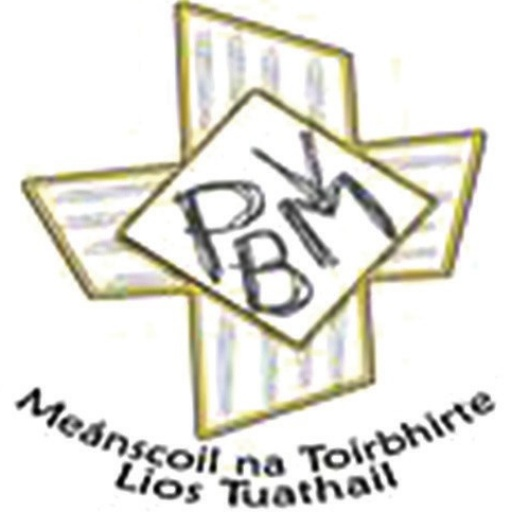 PBVM
Meánscoil na Toirbhirte
Lios Tuathail